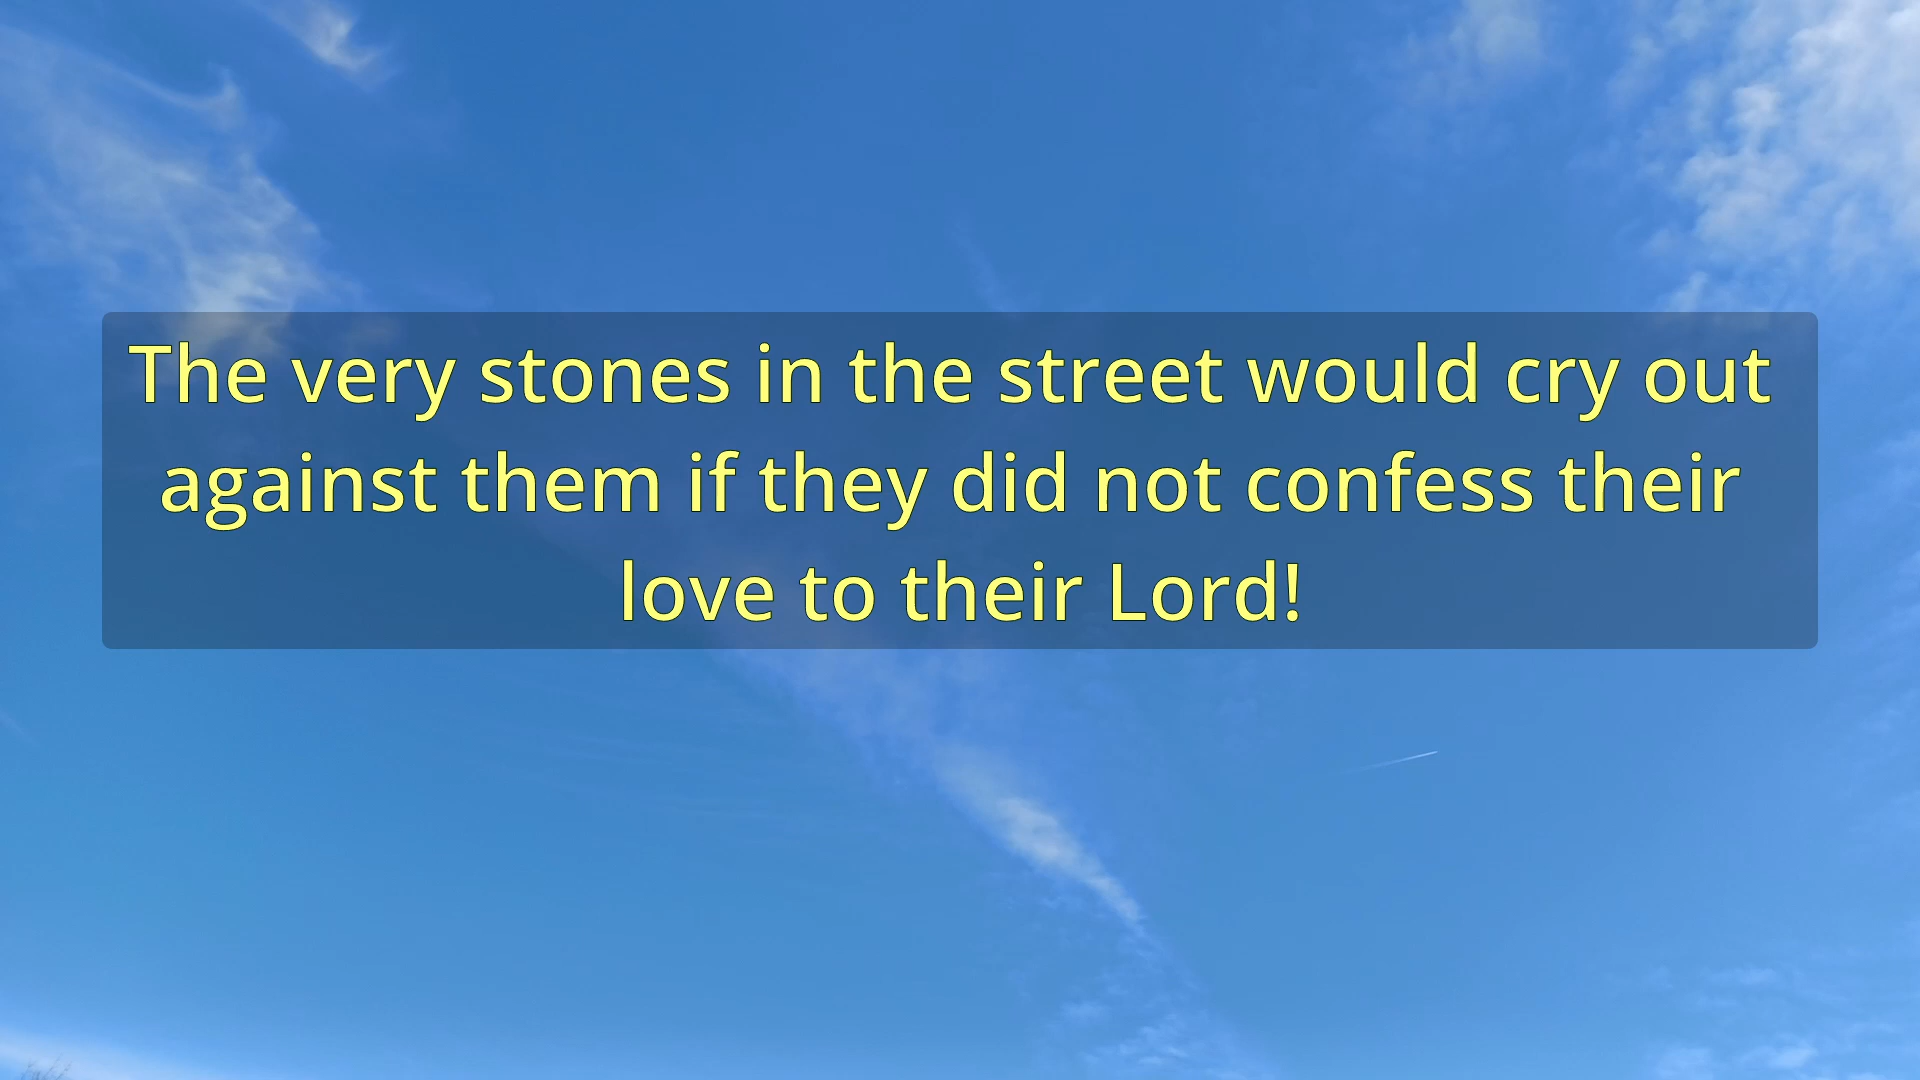 The very stones in the street would cry out
against them if they did not confess their
love to their Lord!